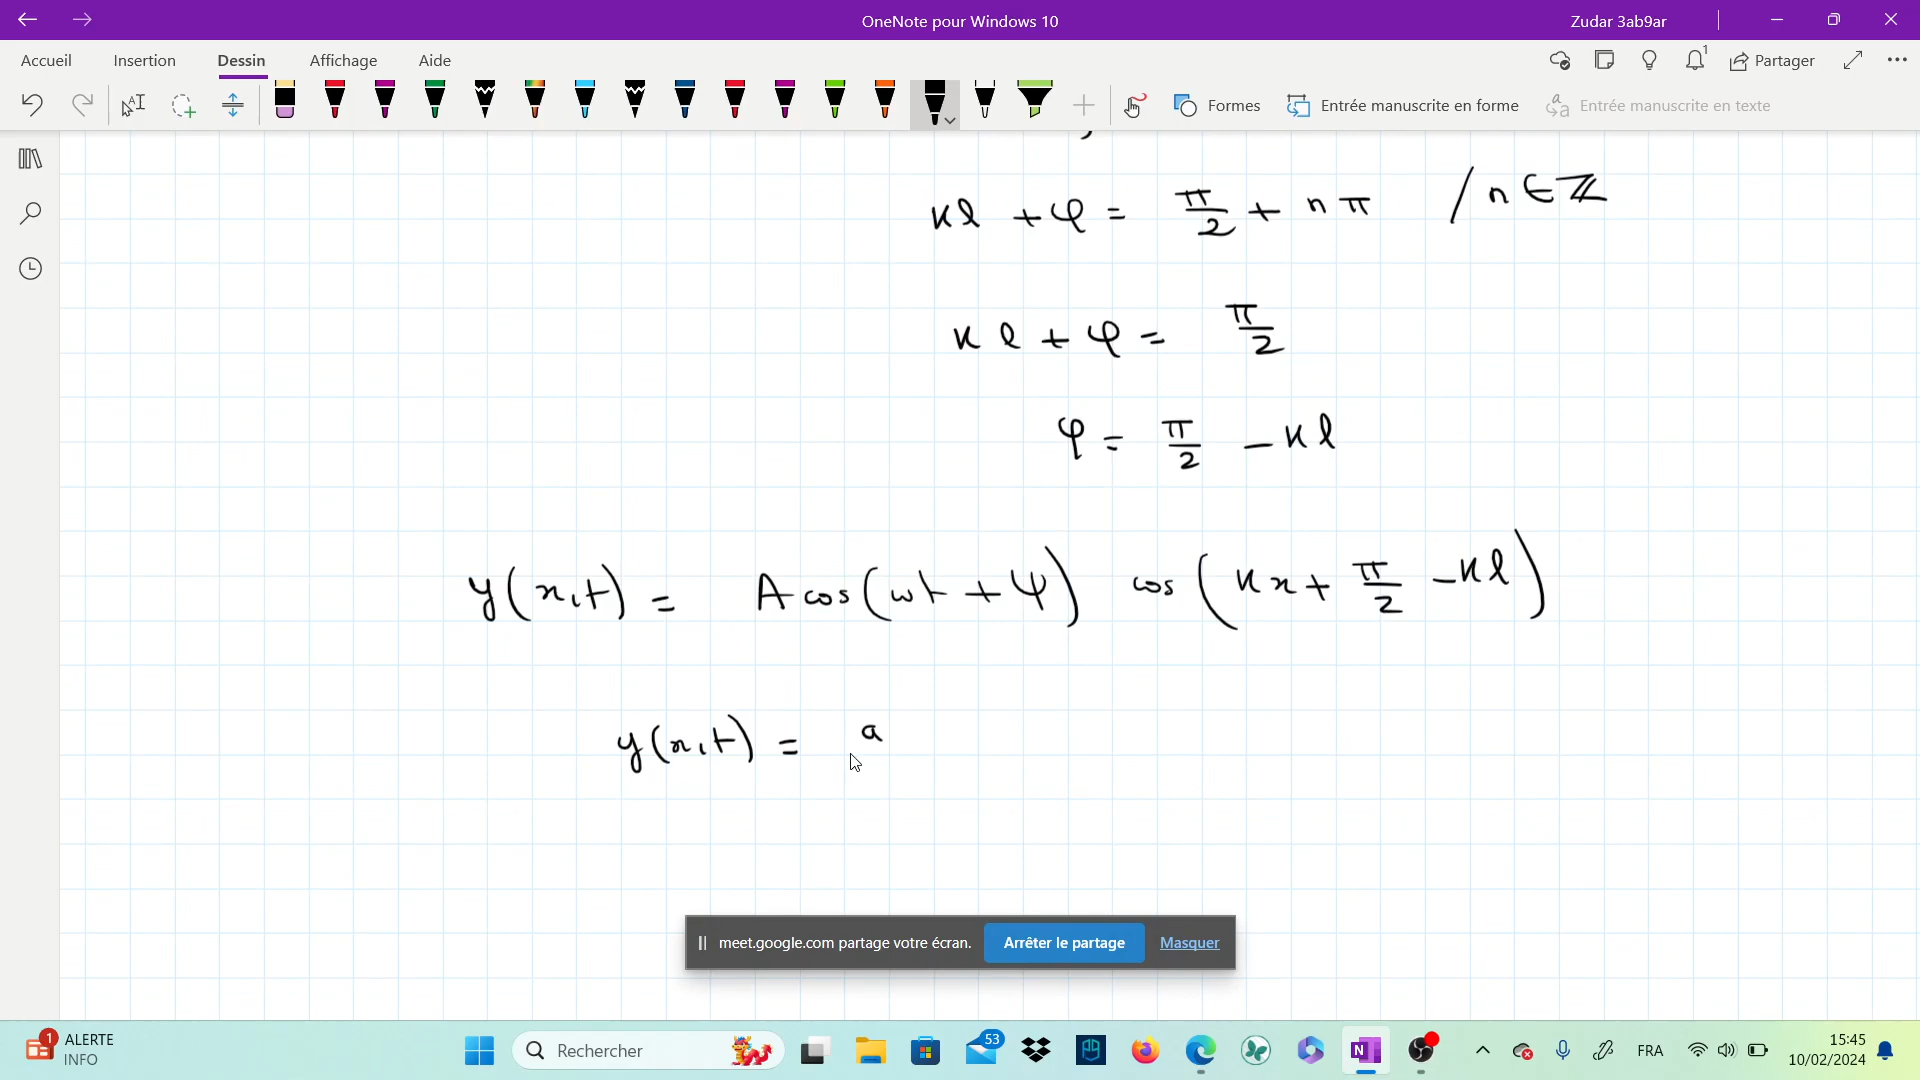 OneNote pour Windows 10
Zudar 3ab9ar
Accueil Insertion Dessin Affichage Aide
1
Partager
Formes Entrée manuscrite en forme Entrée manuscrite en texte
kl + φ = π/2 + nπ / n ∈ ℤ
kl + φ = π/2
φ = π/2 - kl
y(x,t) = A cos(ωt + ψ) cos(kx + π/2 - kl)
y(x,t) = a
meet.google.com partage votre écran. Arrêter le partage Masquer
1 ALERTE
INFO
Rechercher
53
FRA
15:45
10/02/2024